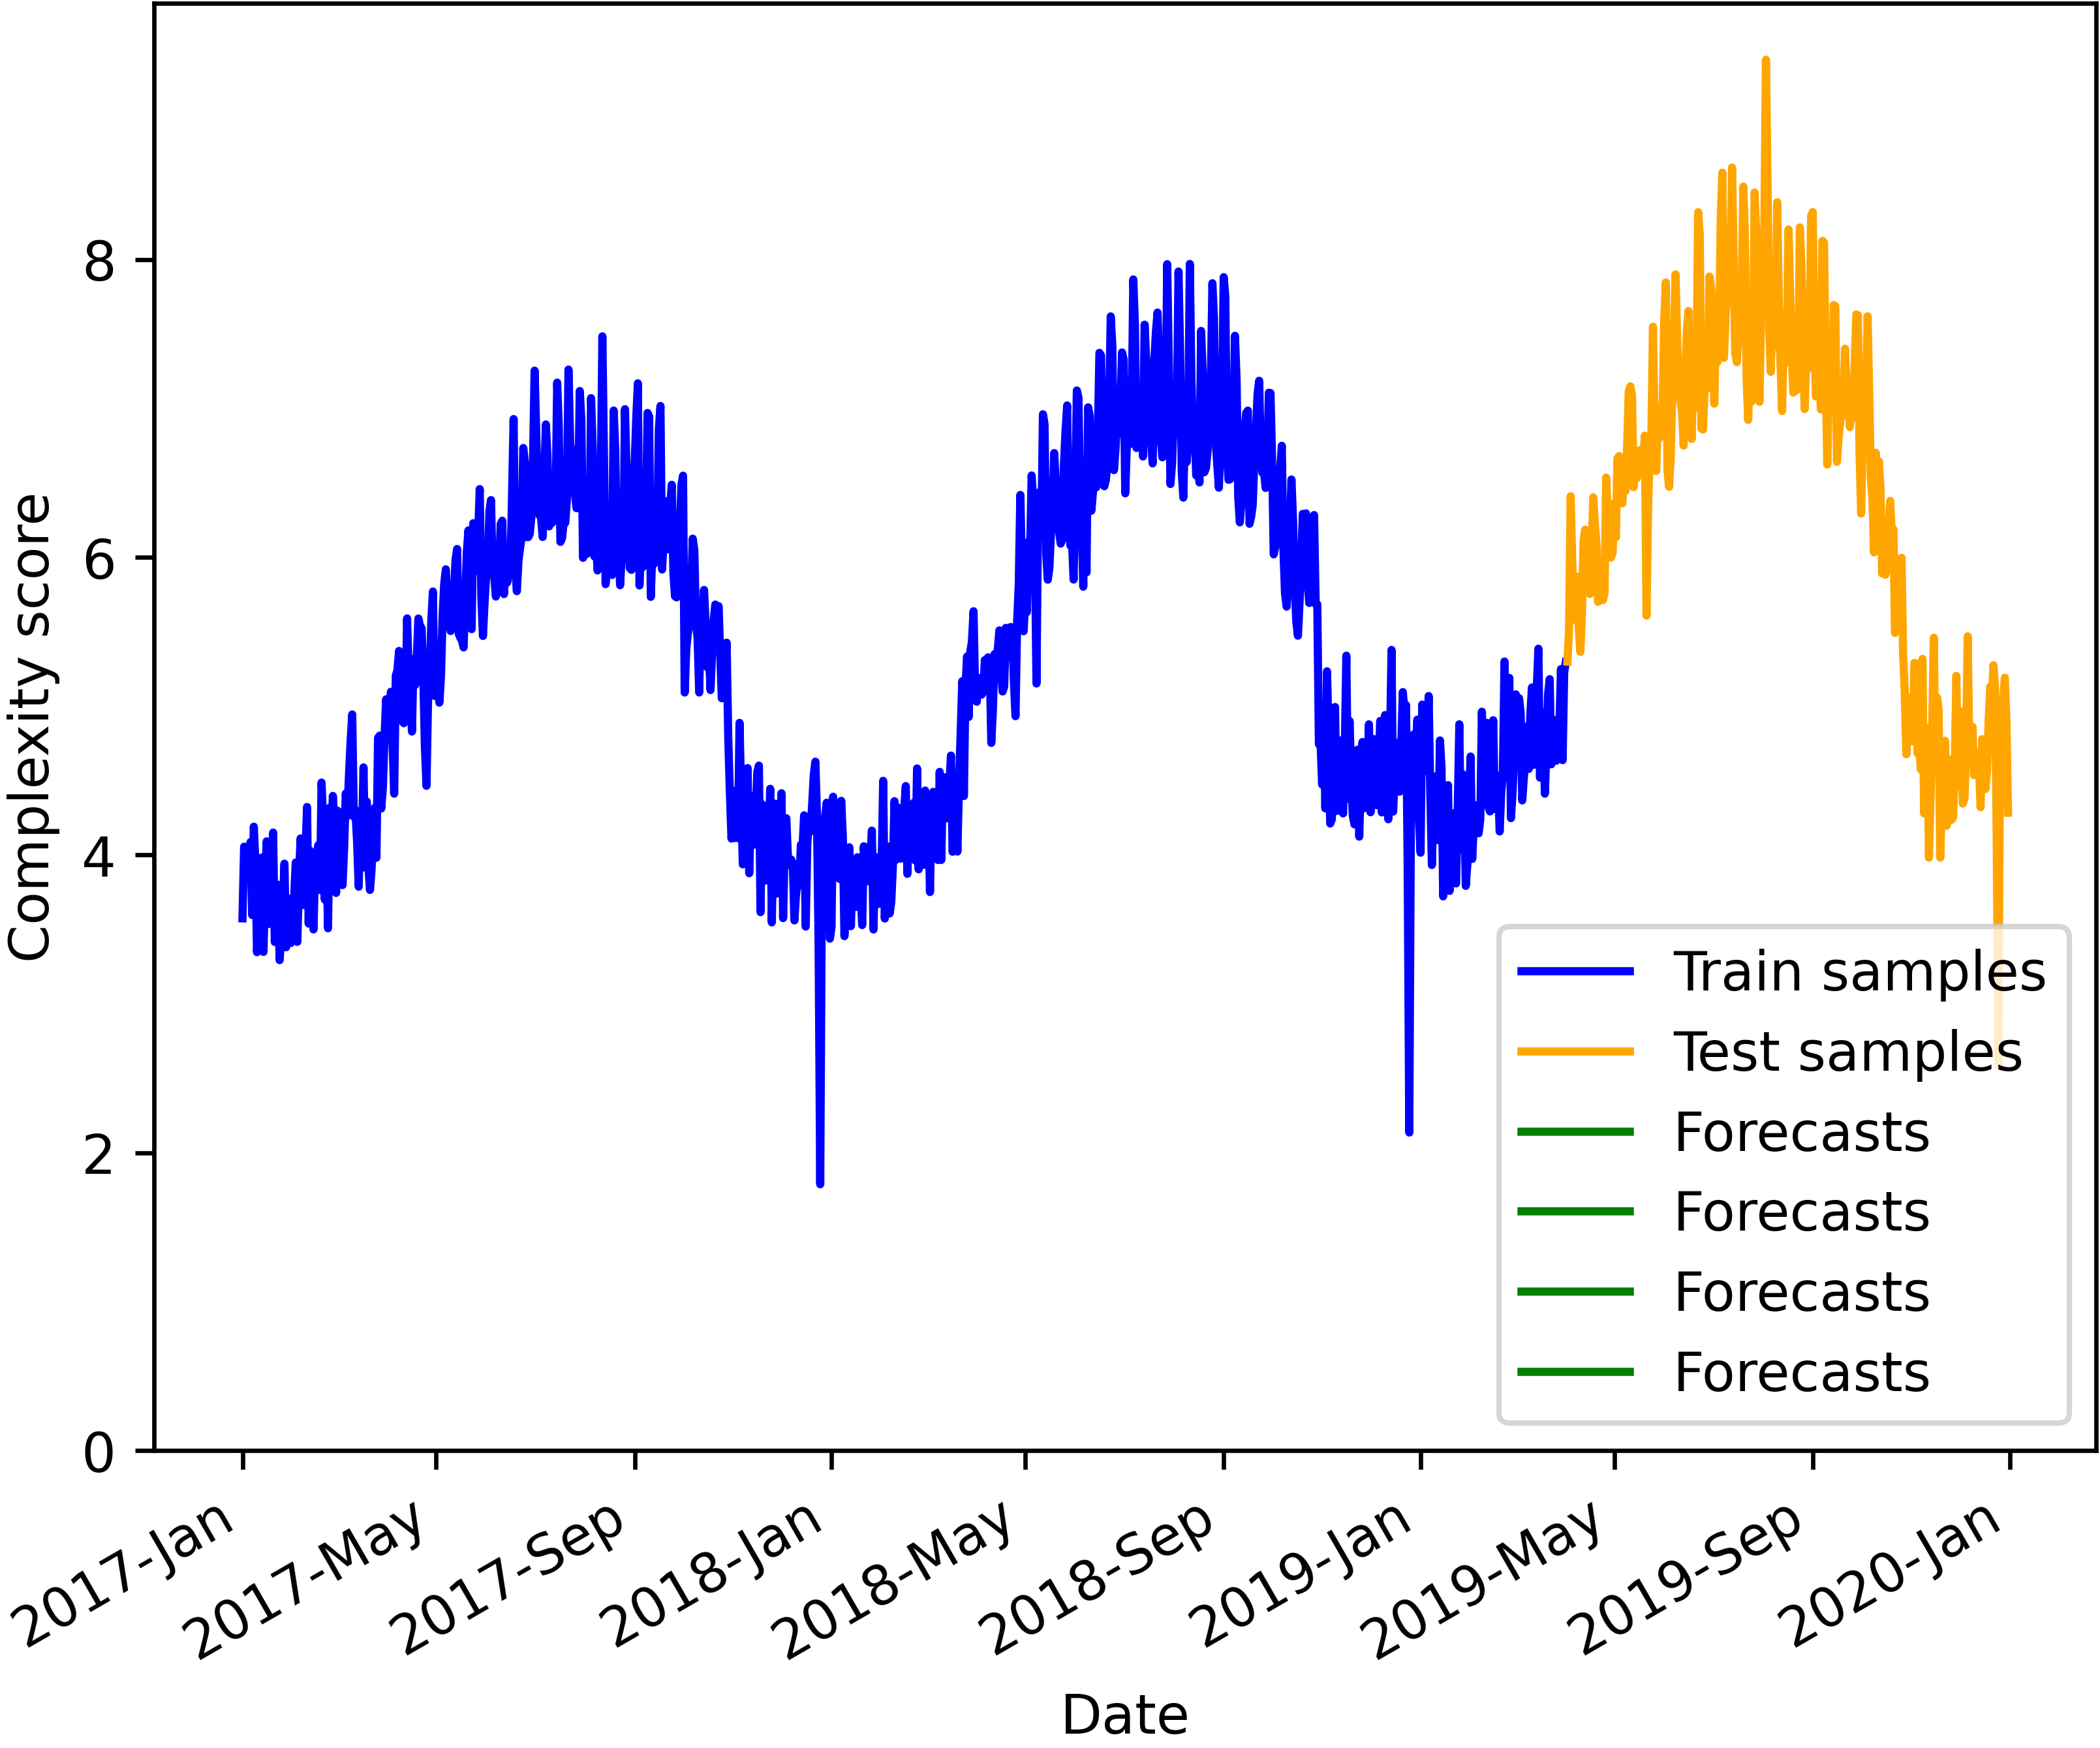 Complexity score
8
6
4
2
0
Train samples
Test samples
Forecasts
Forecasts
Forecasts
Forecasts
2017-Jan
2017-May
2017-Sep
2018-Jan
2018-May
2018-Sep
2019-Jan
2019-May
2019-Sep
2020-Jan
Date